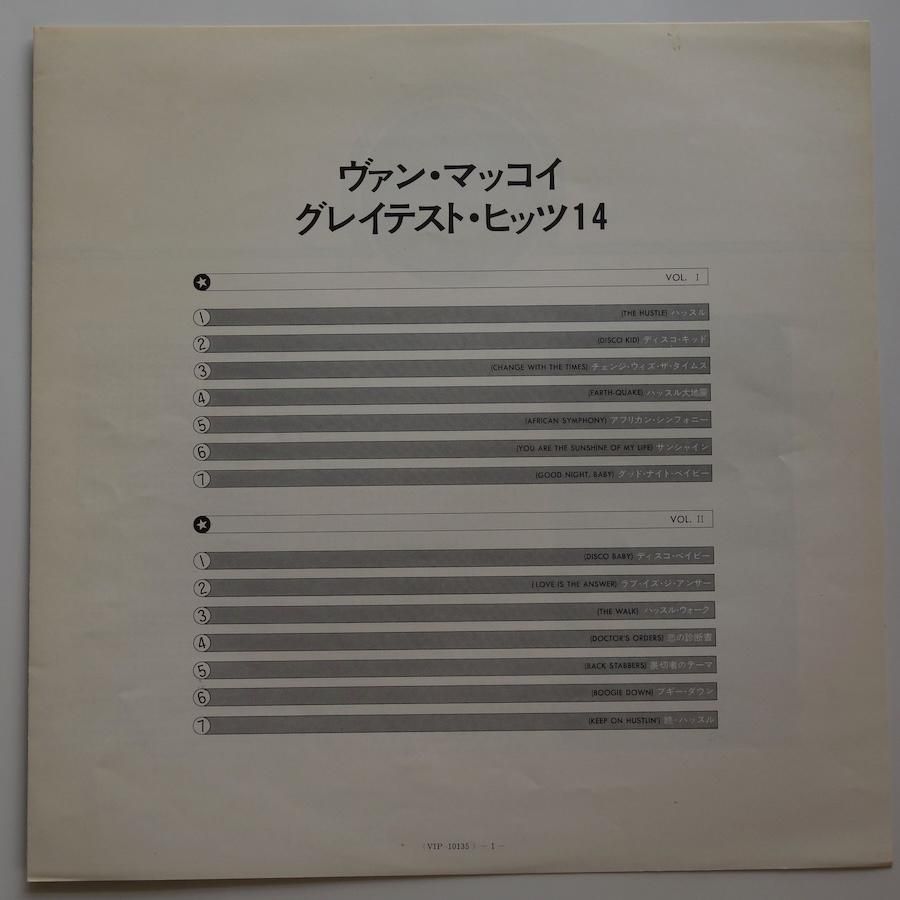 ヴァン・マッコイ
グレイテスト・ヒッツ14
VOL. I
1 (THE HUSTLE) ハッスル
2 (DISCO KID) ディスコ・キッド
3 (CHANGE WITH THE TIMES) チェンジ・ウィズ・ザ・タイムス
4 (EARTH-QUAKE) ハッスル大地震
5 (AFRICAN SYMPHONY) アフリカン・シンフォニー
6 (YOU ARE THE SUNSHINE OF MY LIFE) サンシャイン
7 (GOOD NIGHT, BABY) グッド・ナイト・ベイビー
VOL. II
1 (DISCO BABY) ディスコ・ベイビー
2 (LOVE IS THE ANSWER) ラブ・イズ・ジ・アンサー
3 (THE WALK) ハッスル・ウォーク
4 (DOCTOR'S ORDERS) 恋の診断書
5 (BACK STABBERS) 裏切者のテーマ
6 (BOOGIE DOWN) ブギー・ダウン
7 (KEEP ON HUSTLIN') 続・ハッスル
(VIP 10135) －1－